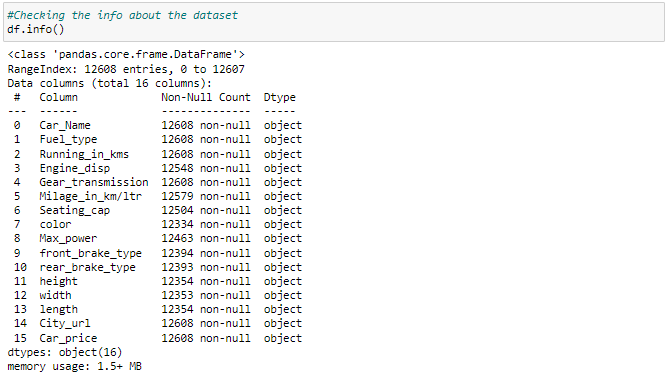 #Checking the info about the dataset
df.info()
<class 'pandas.core.frame.DataFrame'>
RangeIndex: 12608 entries, 0 to 12607
Data columns (total 16 columns):
 #   Column             Non-Null Count  Dtype
---  ------             --------------  -----
 0   Car_Name           12608 non-null  object
 1   Fuel_type          12608 non-null  object
 2   Running_in_kms     12608 non-null  object
 3   Engine_disp        12548 non-null  object
 4   Gear_transmission  12608 non-null  object
 5   Milage_in_km/ltr   12579 non-null  object
 6   Seating_cap        12504 non-null  object
 7   color              12334 non-null  object
 8   Max_power          12463 non-null  object
 9   front_brake_type   12394 non-null  object
 10  rear_brake_type    12393 non-null  object
 11  height             12354 non-null  object
 12  width              12353 non-null  object
 13  length             12354 non-null  object
 14  City_url           12608 non-null  object
 15  Car_price          12608 non-null  object
dtypes: object(16)
memory usage: 1.5+ MB